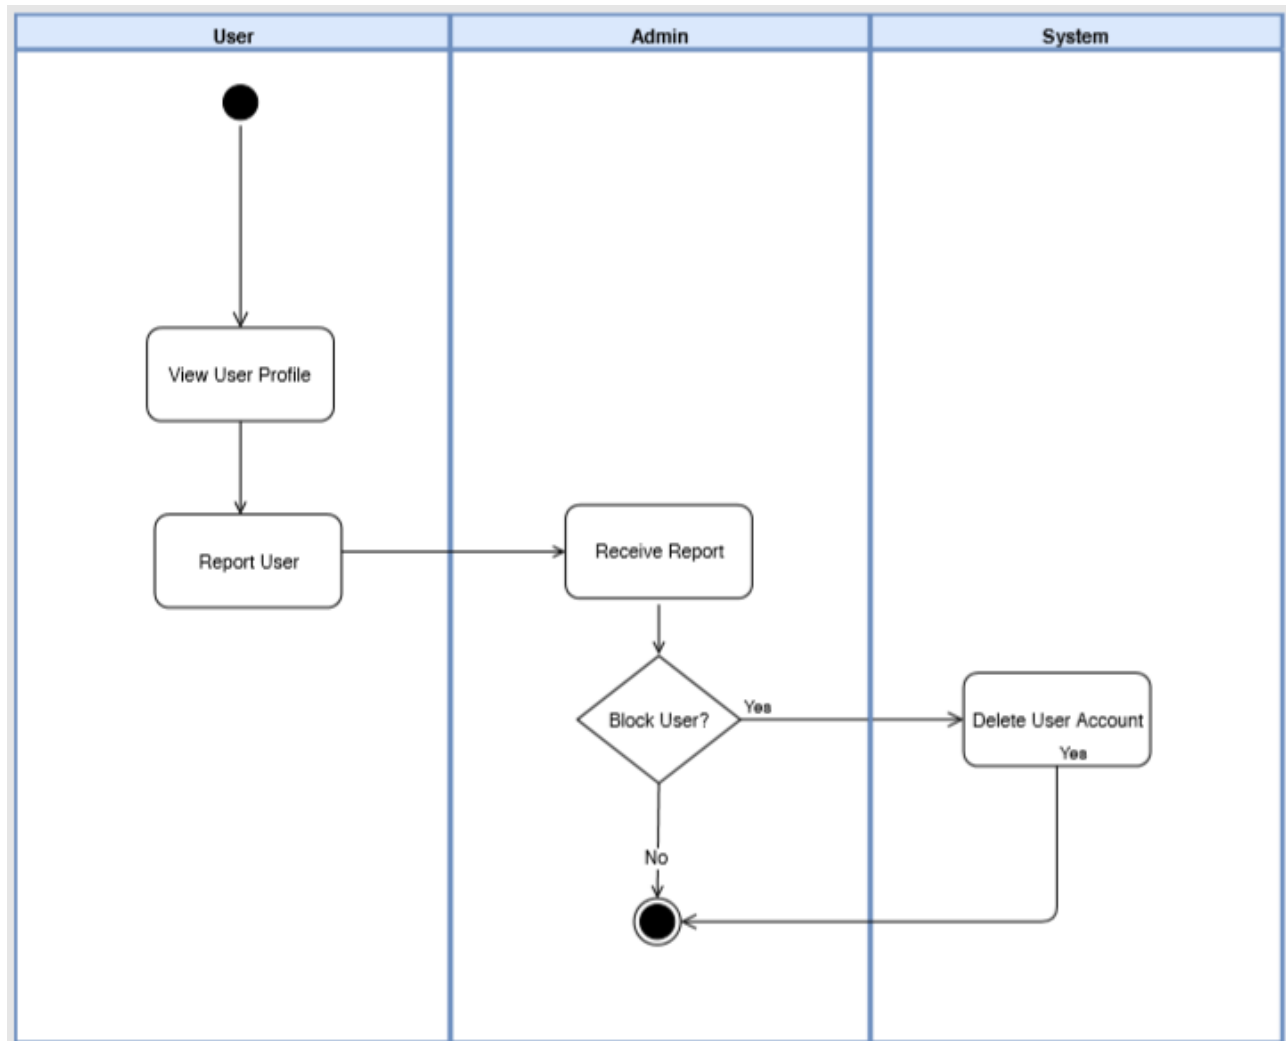 User
Admin
System
View User Profile
Report User
Receive Report
Block User?
Yes
Delete User Account
Yes
No